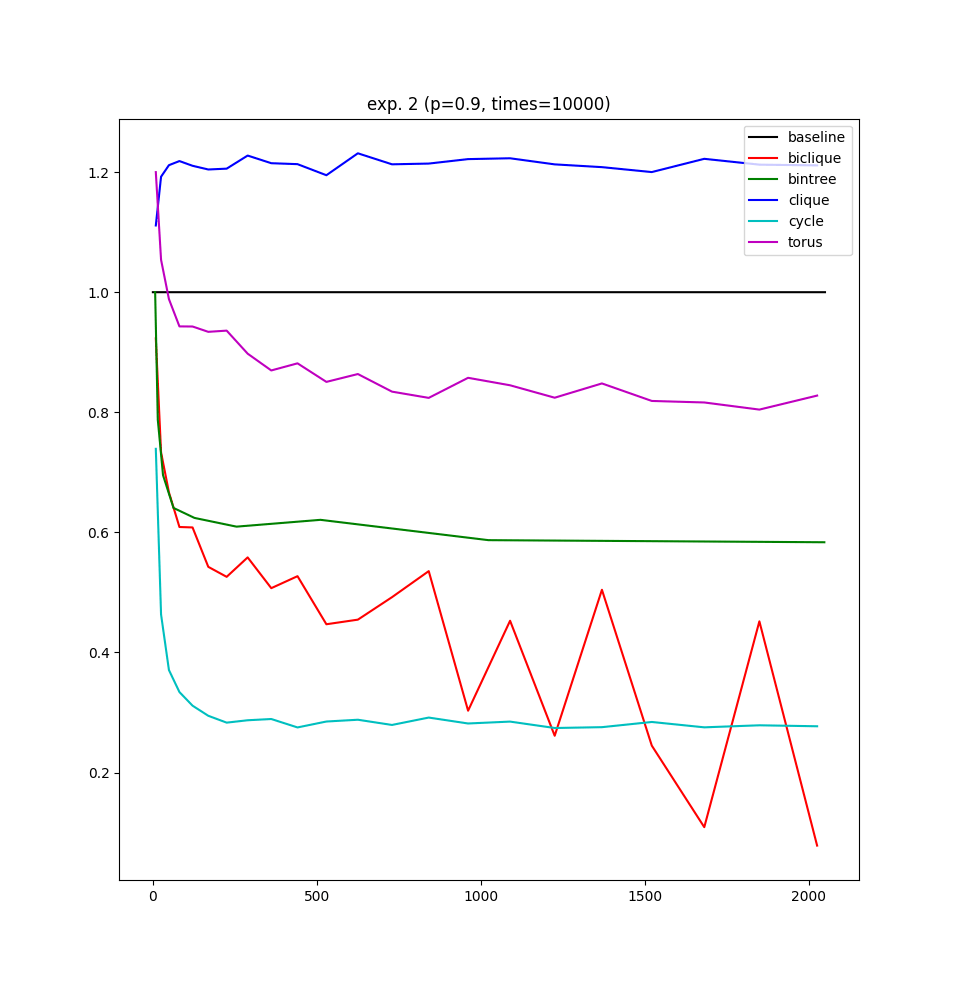 exp. 2 (p=0.9, times=10000)
baseline
biclique
bintree
clique
cycle
torus
1.2
1.0
0.8
0.6
0.4
0.2
0 500 1000 1500 2000